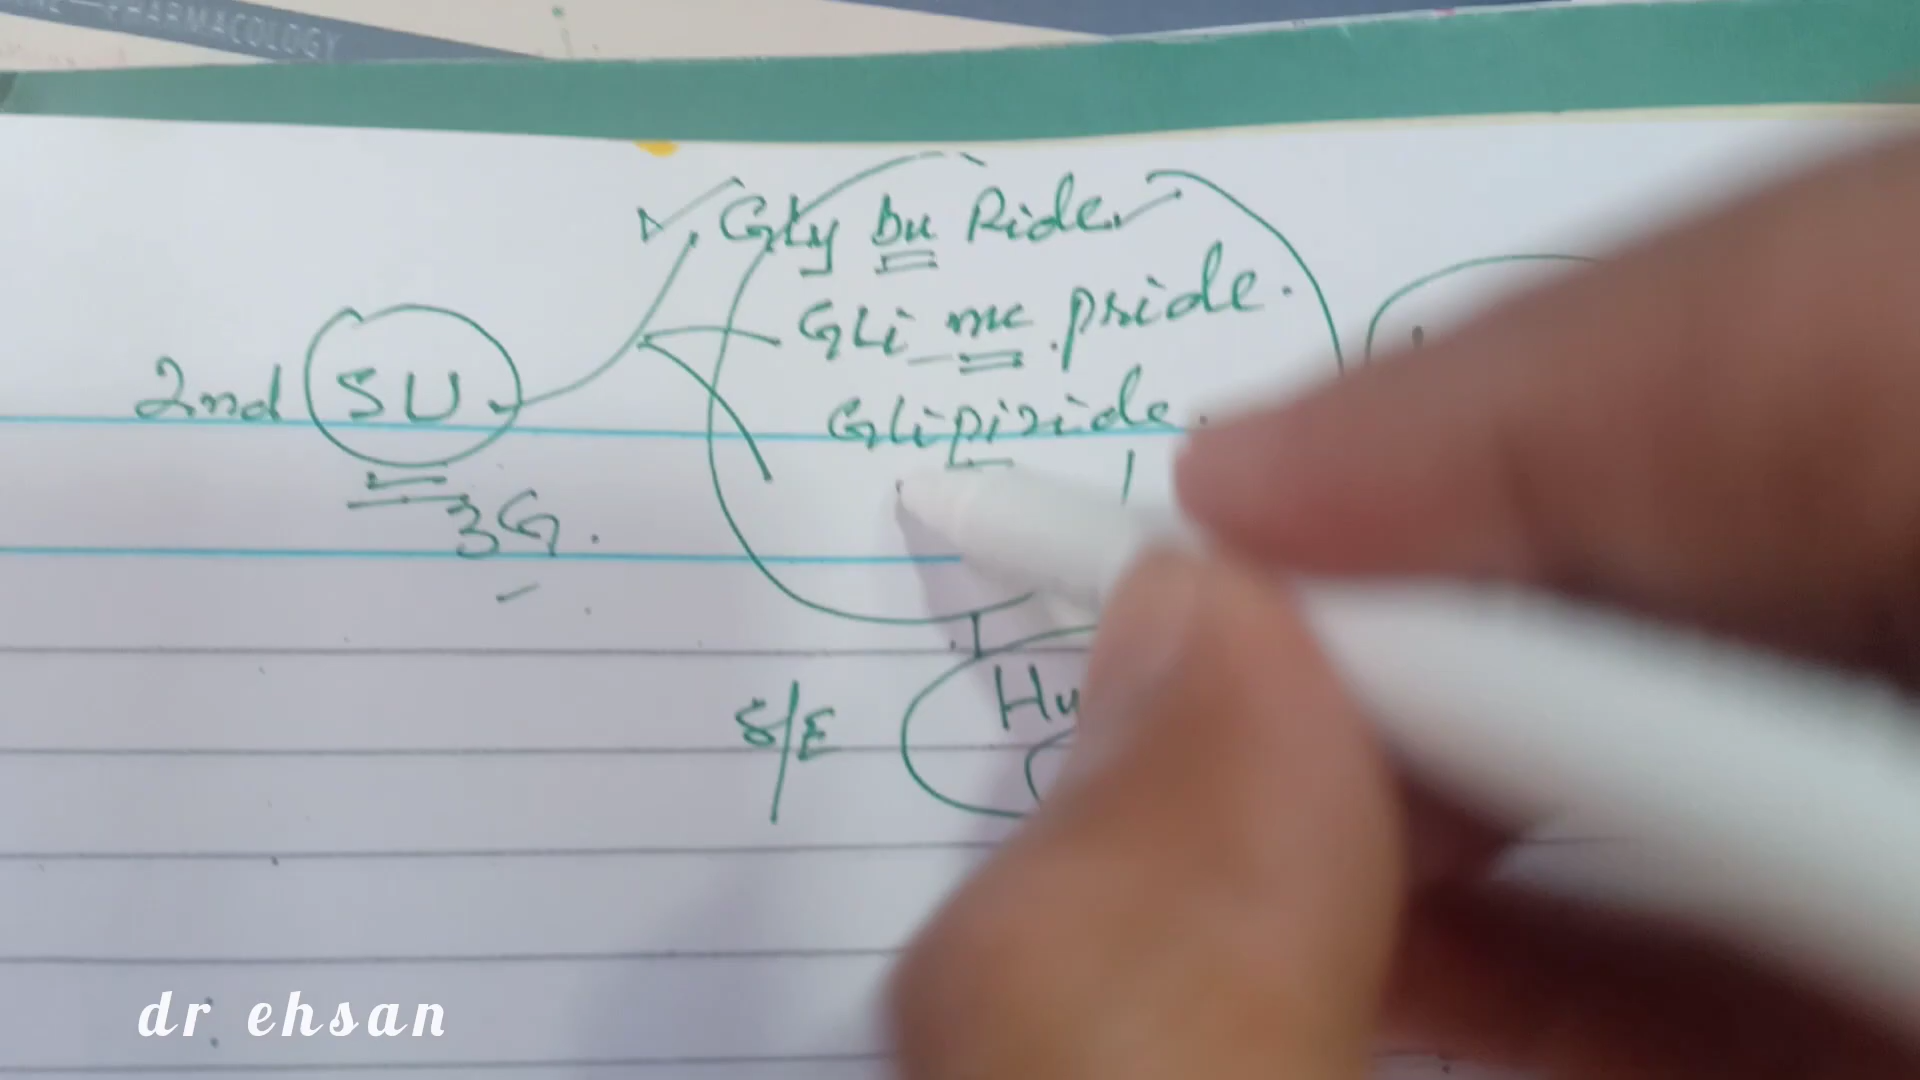 PHARMACOLOGY
Gly bu Ride
Gli me pride.
2nd SU
Glipizide.
3G.
S/E
Hy
dr ehsan